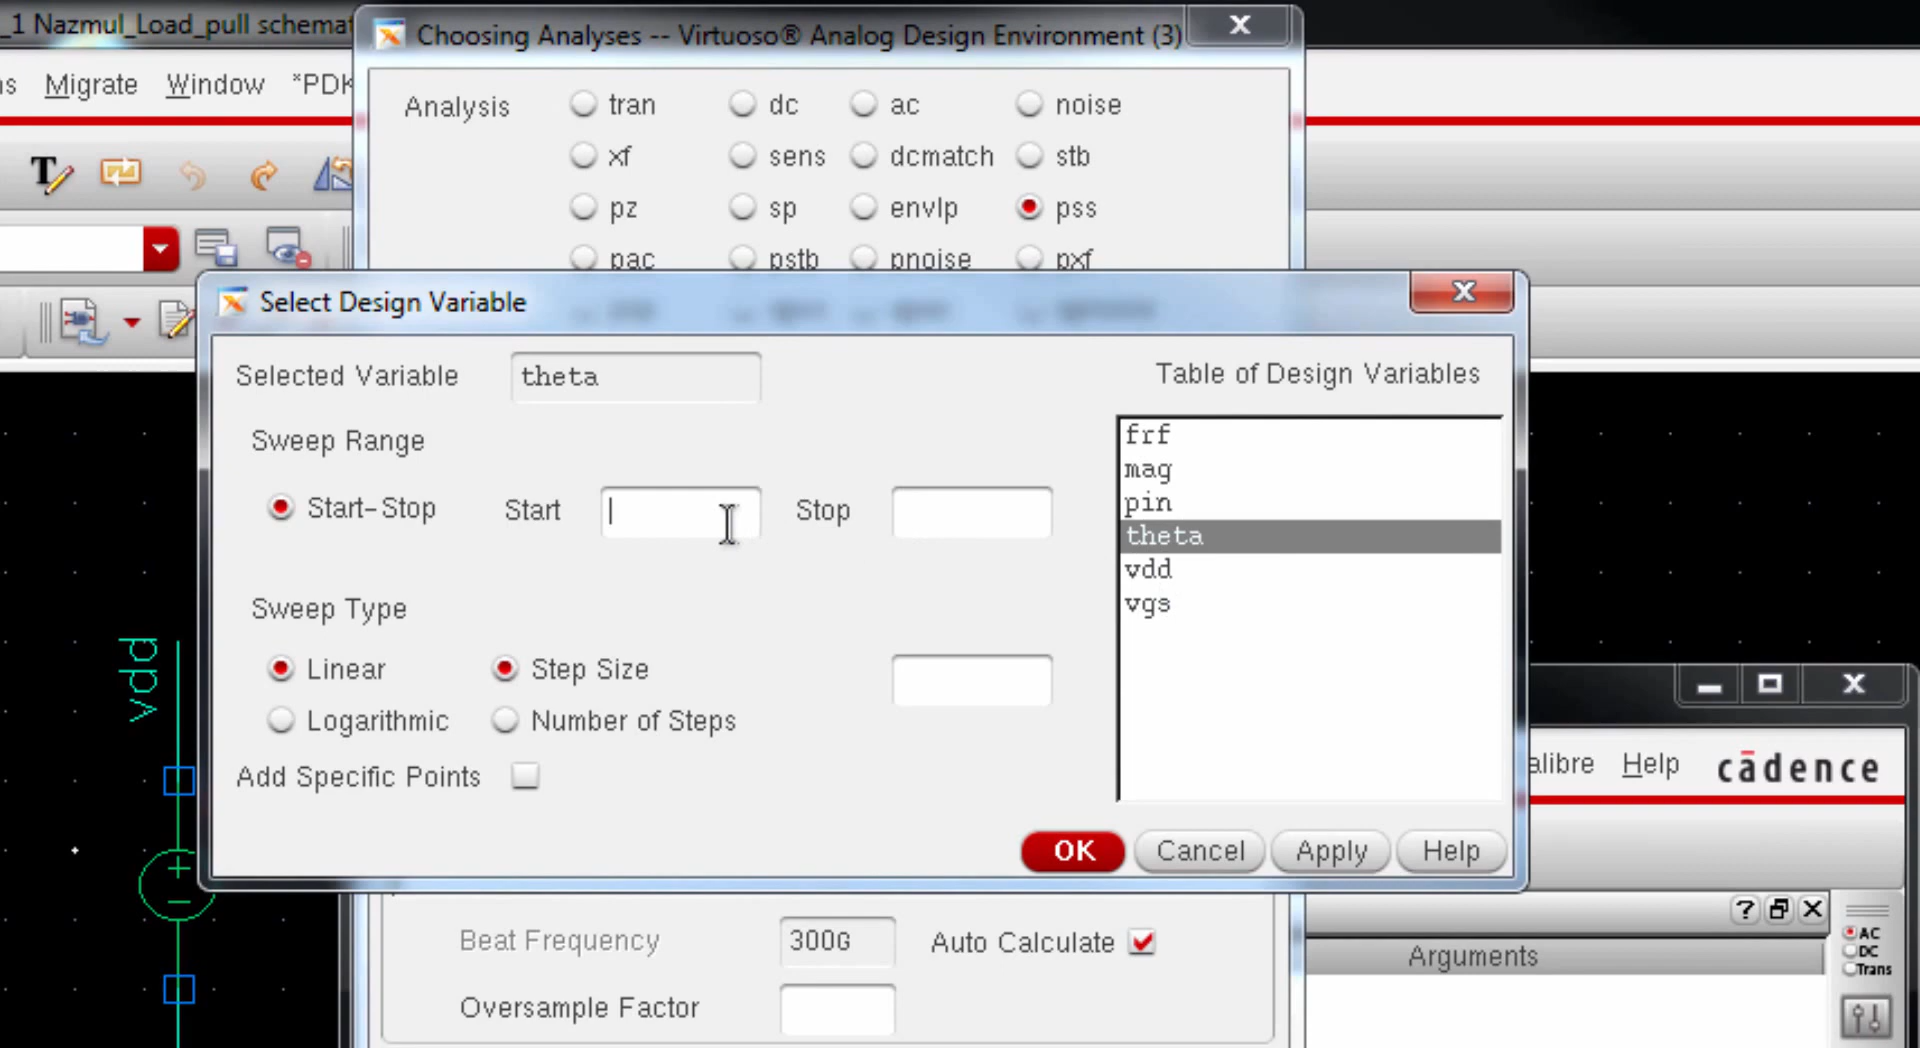 _1 Nazmul_Load_pull schemat
Choosing Analyses -- Virtuoso® Analog Design Environment (3)
ns Migrate Window *PDK
Analysis tran dc ac noise
xf sens dcmatch stb
pz sp envlp pss
pac pstb pnoise pxf
Select Design Variable
Selected Variable theta
Table of Design Variables
Sweep Range
Start-Stop Start Stop
Sweep Type
Linear Step Size
Logarithmic Number of Steps
Add Specific Points
frf
mag
pin
theta
vdd
vgs
OK Cancel Apply Help
vdd
alibre Help cādence
Beat Frequency 300G Auto Calculate
Oversample Factor
Arguments
AC
DC
Trans